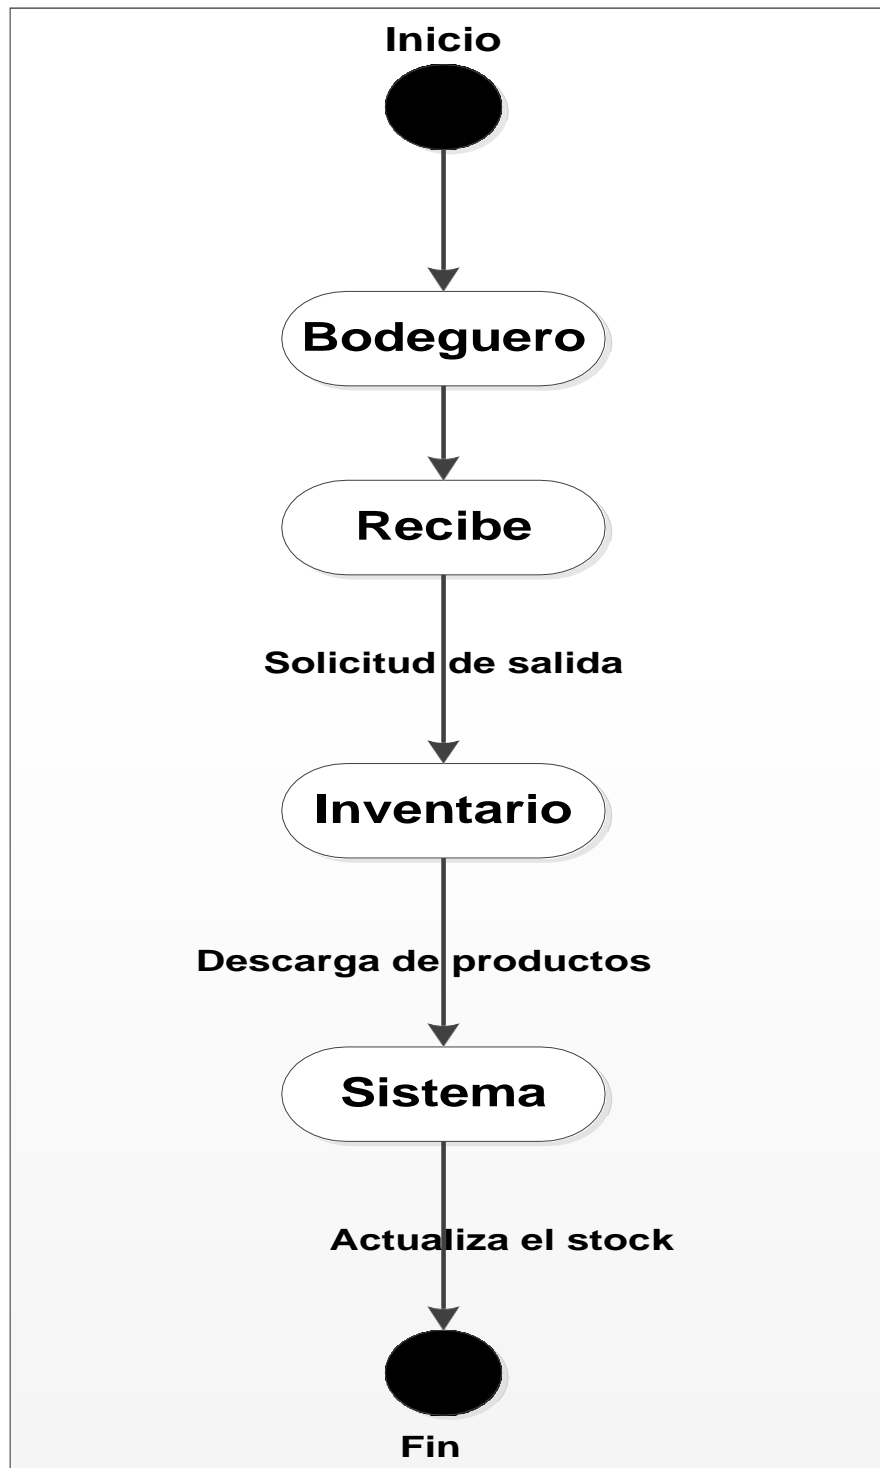 Inicio
Bodeguero
Recibe
Solicitud de salida
Inventario
Descarga de productos
Sistema
Actualiza el stock
Fin